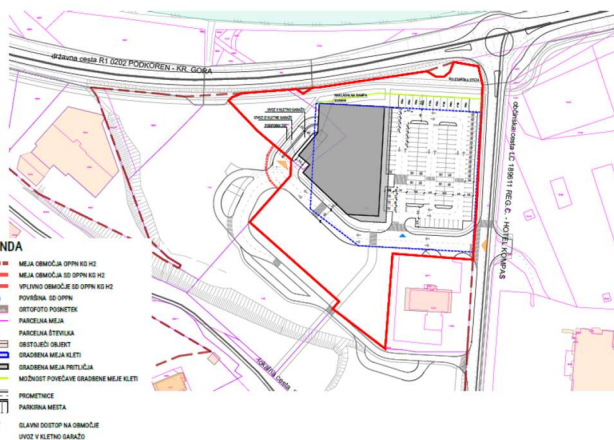 državna cesta R1 0202 PODKOREN - KR. GORA
občinska cesta LC 189611 REG.C. - HOTEL KOMPAS
lokalna cesta
NDA
MEJA OBMOČJA OPPN KG H2
MEJA OBMOČJA SD OPPN KG H2
VPLIVNO OBMOČJE SD OPPN KG H2
POVRŠINA SD OPPN
ORTOFOTO POSNETEK
PARCELNA MEJA
PARCELNA ŠTEVILKA
OBSTOJEČI OBJEKT
GRADBENA MEJA KLETI
GRADBENA MEJA PRITLIČJA
MOŽNOST POVEČAVE GRADBENE MEJE KLETI
PROMETNICE
PARKIRNA MESTA
GLAVNI DOSTOP NA OBMOČJE
UVOZ V KLETNO GARAŽO